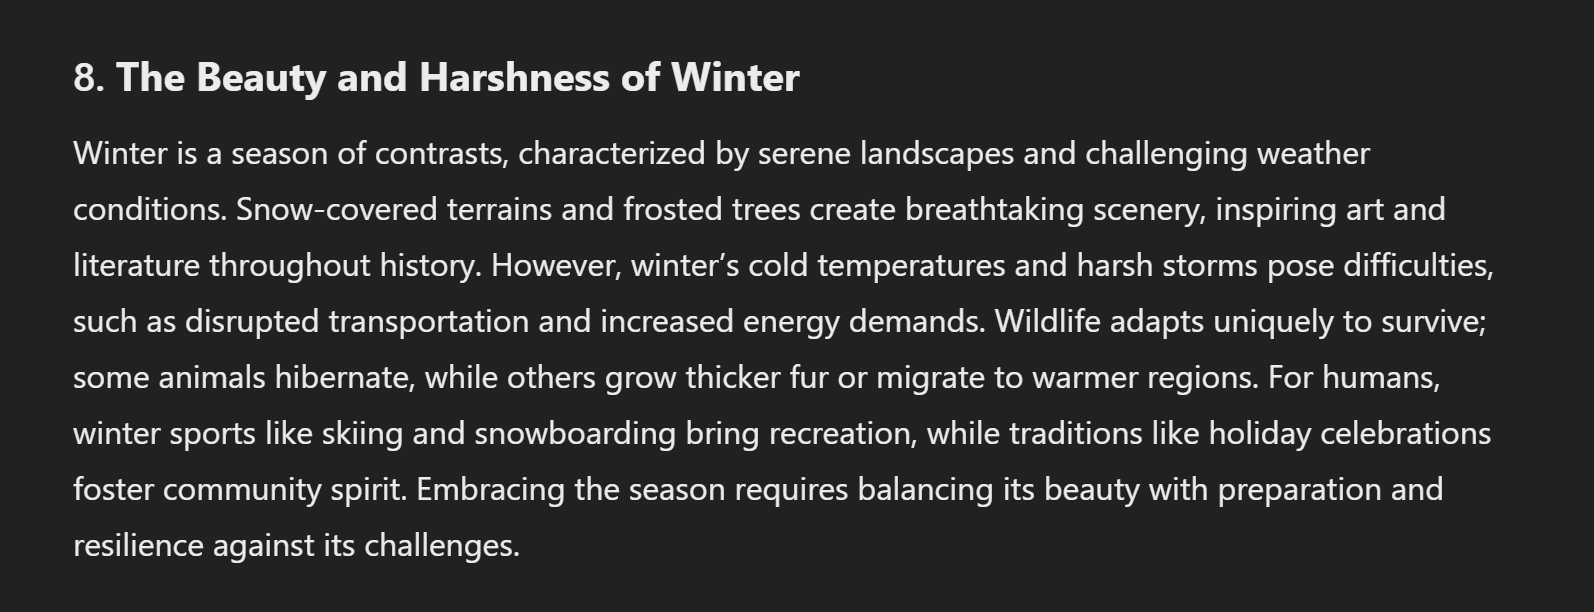 8. The Beauty and Harshness of Winter
Winter is a season of contrasts, characterized by serene landscapes and challenging weather
conditions. Snow-covered terrains and frosted trees create breathtaking scenery, inspiring art and
literature throughout history. However, winter’s cold temperatures and harsh storms pose difficulties,
such as disrupted transportation and increased energy demands. Wildlife adapts uniquely to survive;
some animals hibernate, while others grow thicker fur or migrate to warmer regions. For humans,
winter sports like skiing and snowboarding bring recreation, while traditions like holiday celebrations
foster community spirit. Embracing the season requires balancing its beauty with preparation and
resilience against its challenges.